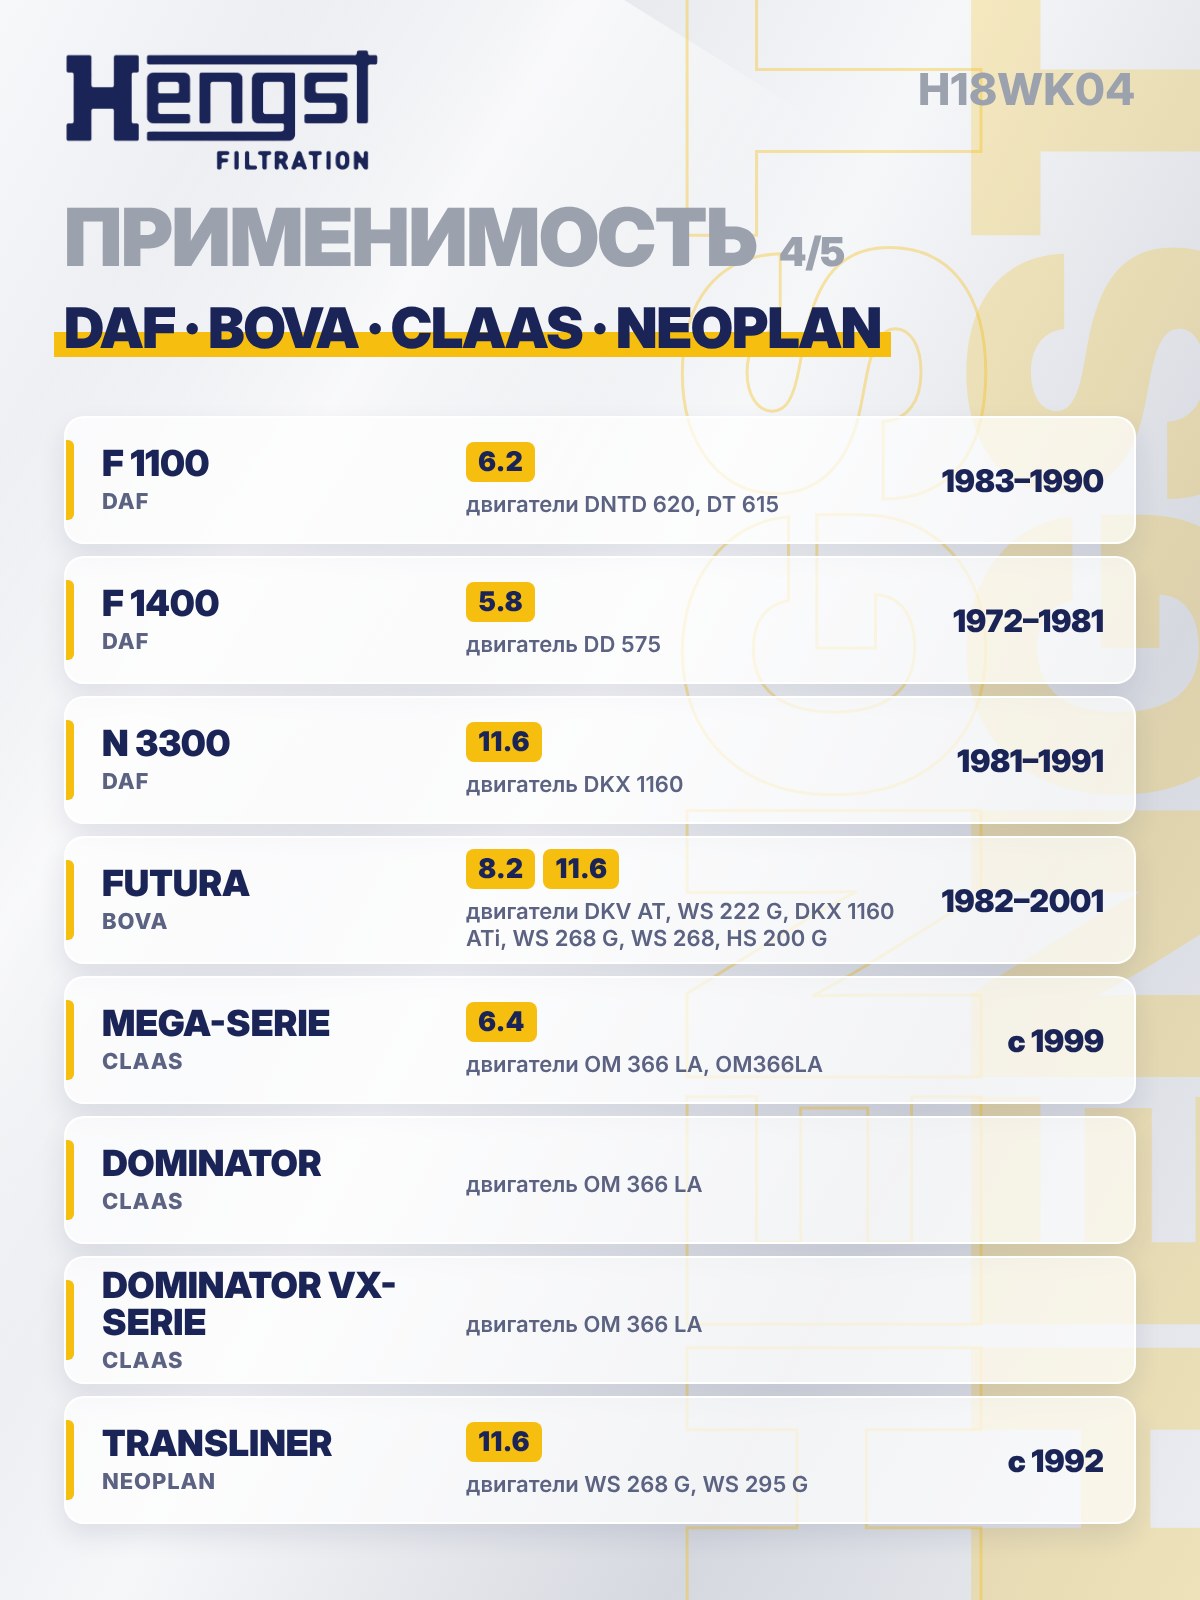 Hengst
FILTRATION
H18WK04
ПРИМЕНИМОСТЬ 4/5
DAF · BOVA · CLAAS · NEOPLAN
F 1100
DAF
6.2
двигатели DNTD 620, DT 615
1983–1990
F 1400
DAF
5.8
двигатель DD 575
1972–1981
N 3300
DAF
11.6
двигатель DKX 1160
1981–1991
FUTURA
BOVA
8.2 11.6
двигатели DKV AT, WS 222 G, DKX 1160
ATi, WS 268 G, WS 268, HS 200 G
1982–2001
MEGA-SERIE
CLAAS
6.4
двигатели OM 366 LA, OM366LA
с 1999
DOMINATOR
CLAAS
двигатель OM 366 LA
DOMINATOR VX-
SERIE
CLAAS
двигатель OM 366 LA
TRANSLINER
NEOPLAN
11.6
двигатели WS 268 G, WS 295 G
с 1992
HENGST
HENGST